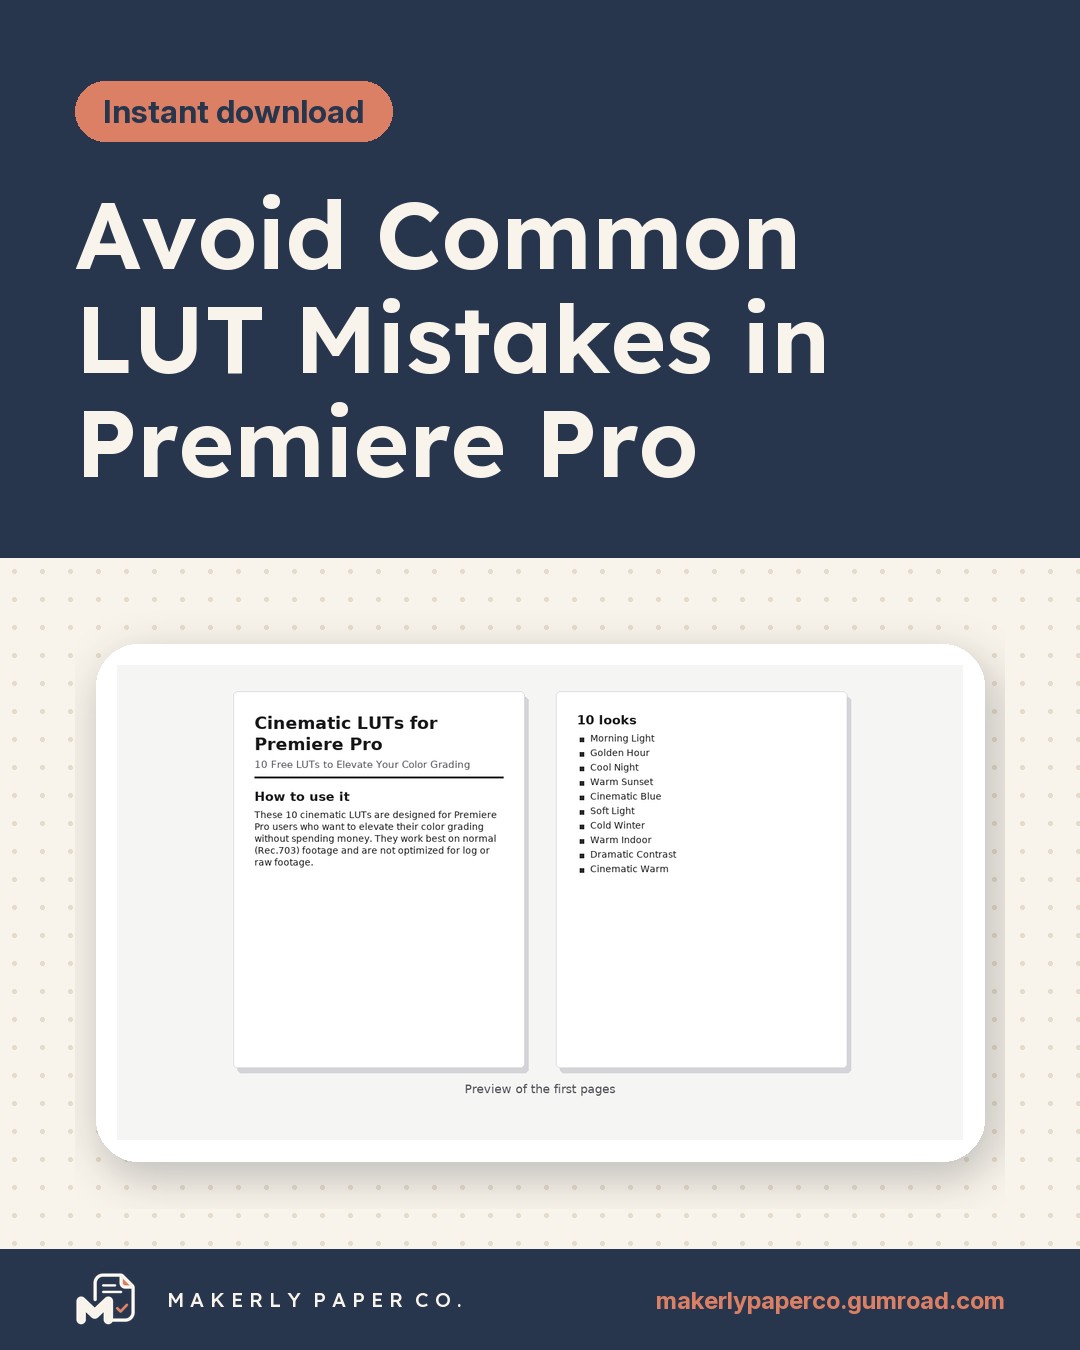 Instant download
Avoid Common
LUT Mistakes in
Premiere Pro
Cinematic LUTs for
Premiere Pro
10 Free LUTs to Elevate Your Color Grading
How to use it
These 10 cinematic LUTs are designed for Premiere
Pro users who want to elevate their color grading
without spending money. They work best on normal
(Rec.703) footage and are not optimized for log or
raw footage.
10 looks
▪ Morning Light
▪ Golden Hour
▪ Cool Night
▪ Warm Sunset
▪ Cinematic Blue
▪ Soft Light
▪ Cold Winter
▪ Warm Indoor
▪ Dramatic Contrast
▪ Cinematic Warm
Preview of the first pages
MAKERLY PAPER CO.
makerlypaperco.gumroad.com